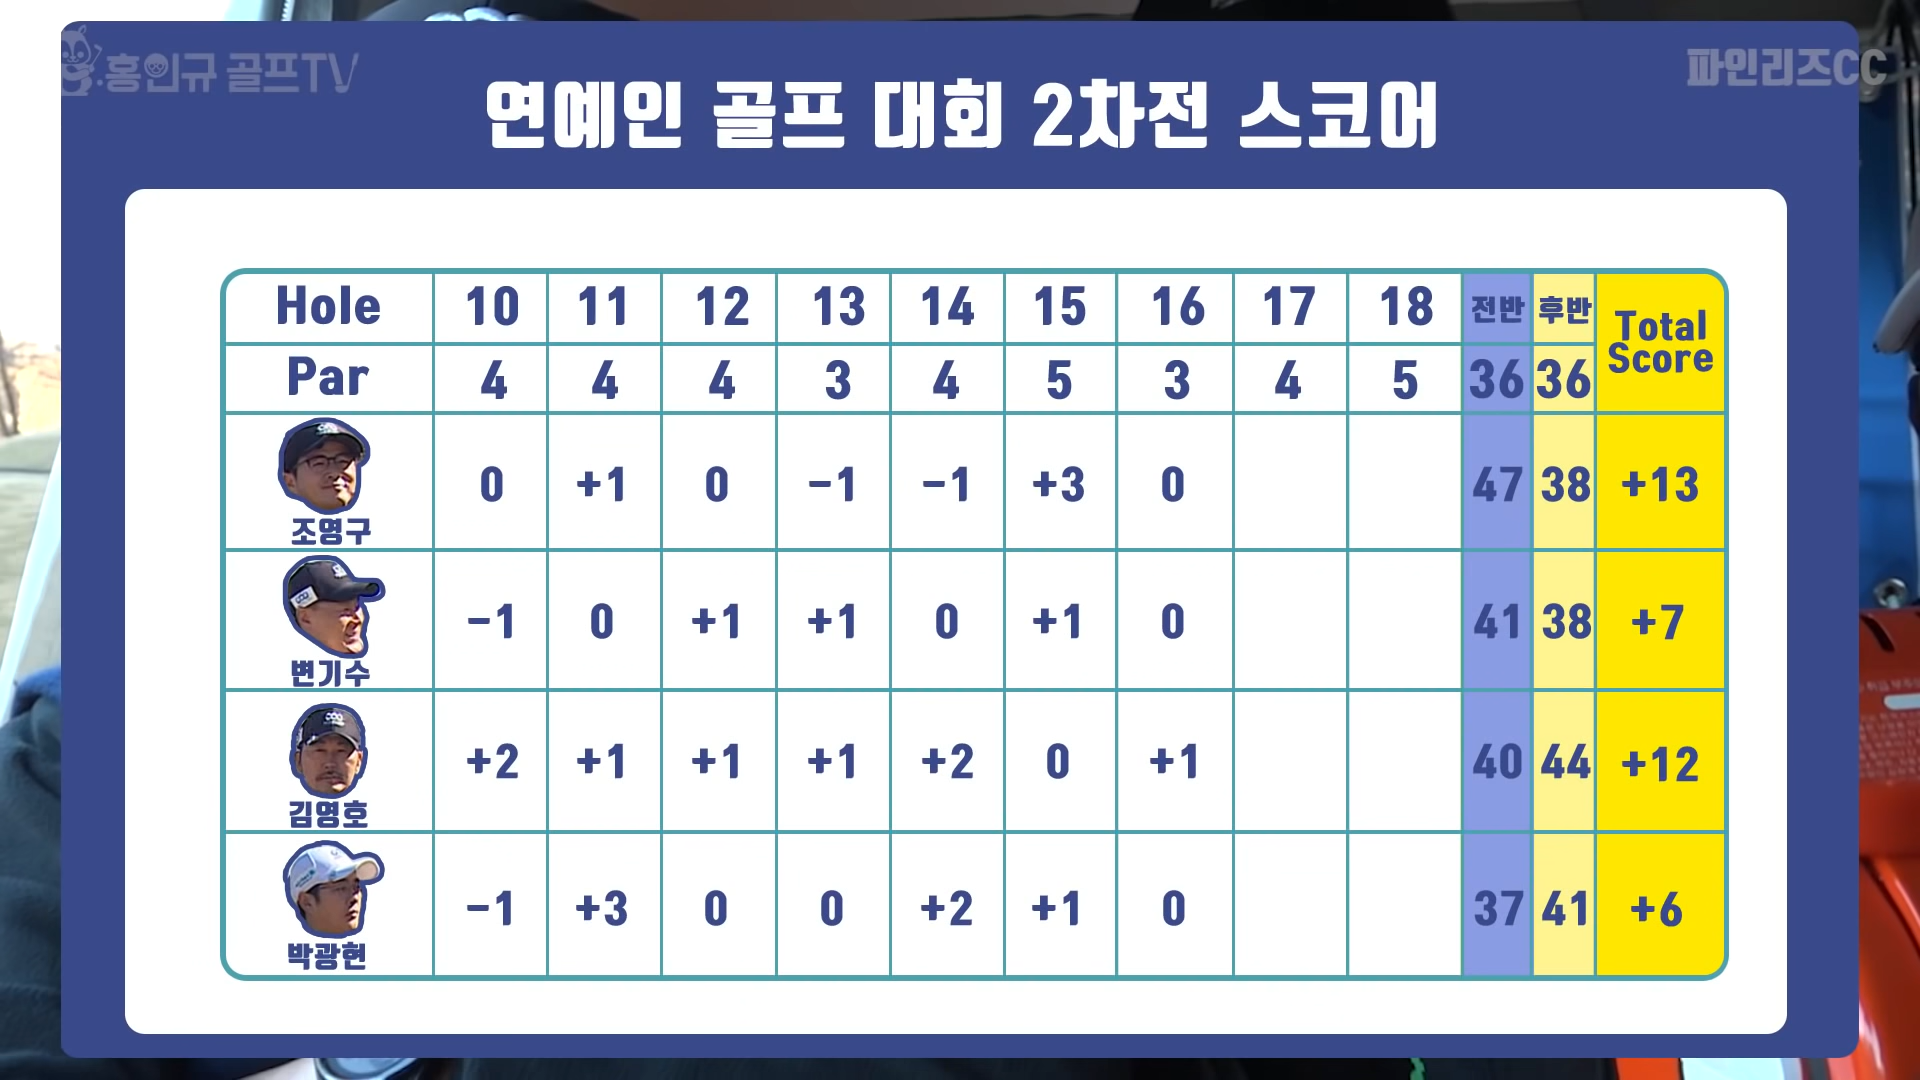 홍인규 골프TV
파인리즈CC
연예인 골프 대회 2차전 스코어
Hole 10 11 12 13 14 15 16 17 18 전반 후반 Total Score
Par 4 4 4 3 4 5 3 4 5 36 36
조영구 0 +1 0 -1 -1 +3 0 47 38 +13
변기수 -1 0 +1 +1 0 +1 0 41 38 +7
김영호 +2 +1 +1 +1 +2 0 +1 40 44 +12
박광현 -1 +3 0 0 +2 +1 0 37 41 +6